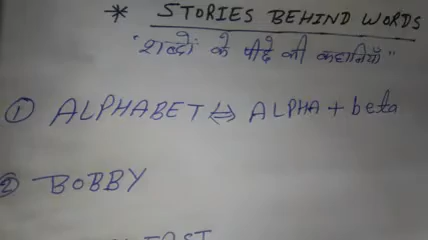 * STORIES BEHIND WORDS
"शब्दों के पीछे की कहानियाँ"
① ALPHABET ⇔ ALPHA + beta
② BOBBY